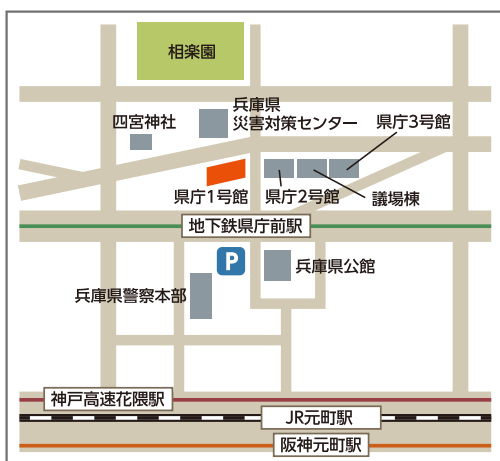 相楽園
兵庫県
災害対策センター
四宮神社
県庁3号館
県庁1号館
県庁2号館
議場棟
地下鉄県庁前駅
P
兵庫県公館
兵庫県警察本部
神戸高速花隈駅
JR元町駅
阪神元町駅